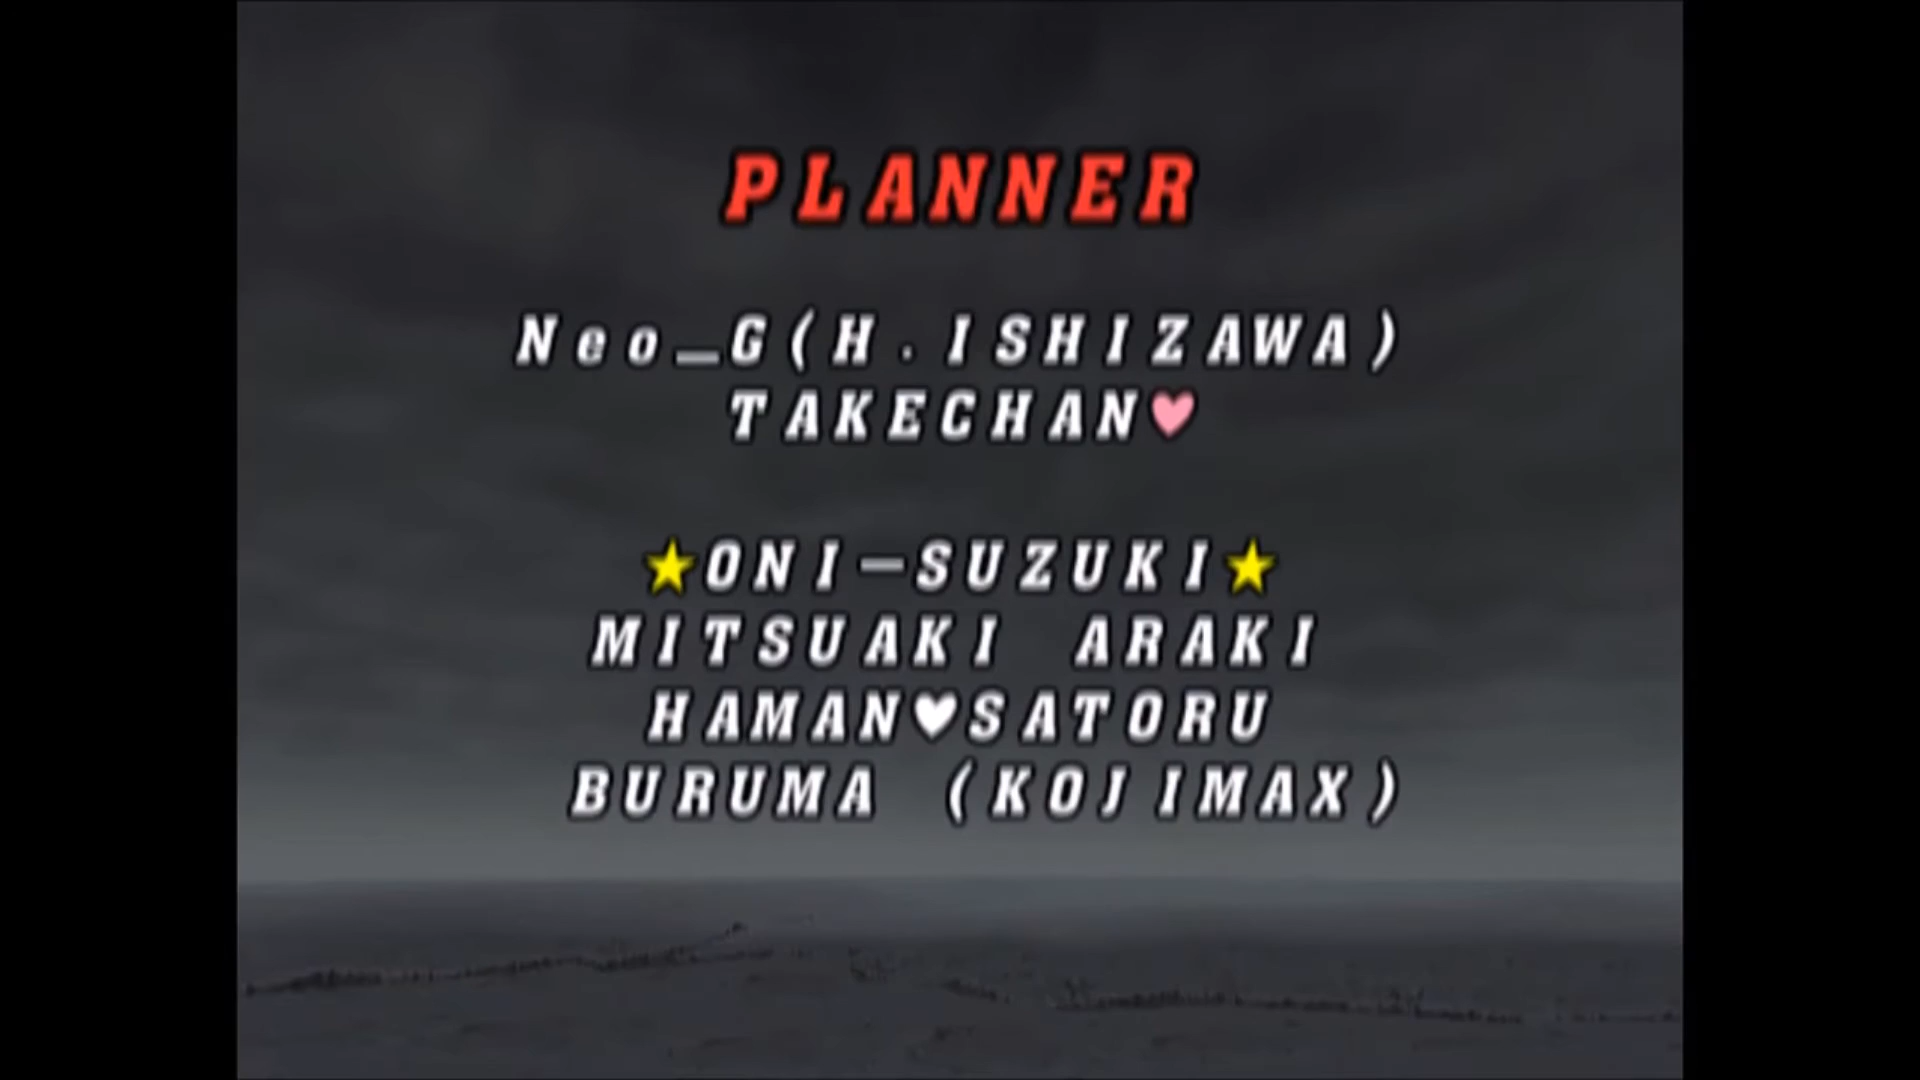 PLANNER
Neo_G(H.ISHIZAWA)
TAKECHAN♥
★ONI—SUZUKI★
MITSUAKI ARAKI
HAMAN♥SATORU
BURUMA (KOJIMAX)